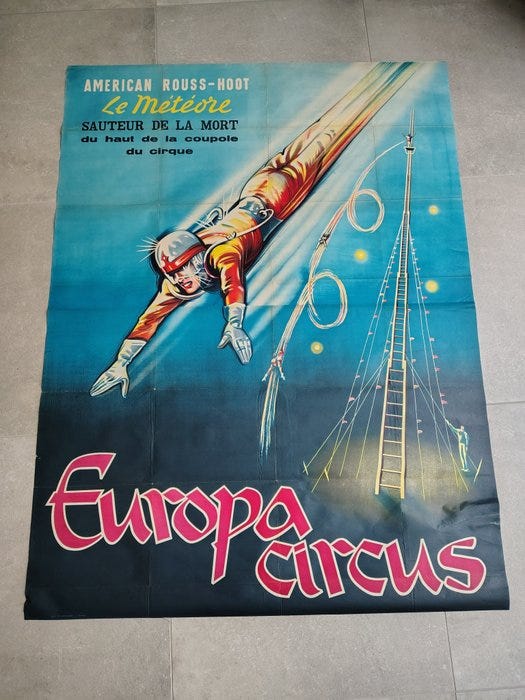 AMERICAN ROUSS-HOOT
Le Météore
SAUTEUR DE LA MORT
du haut de la coupole
du cirque
Europa
circus